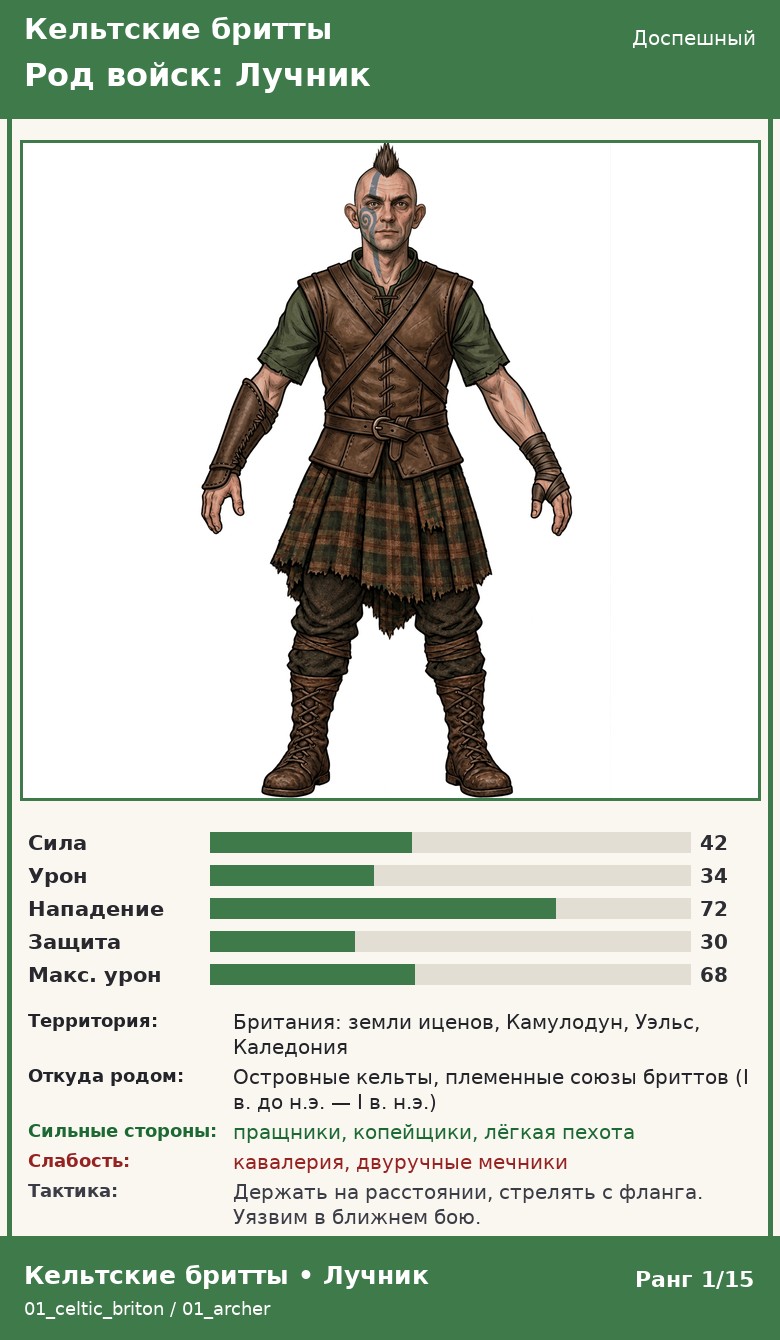 Кельтские бритты
Доспешный
Род войск: Лучник
Сила 42
Урон 34
Нападение 72
Защита 30
Макс. урон 68
Территория: Британия: земли иценов, Камулодун, Уэльс,
Каледония
Откуда родом: Островные кельты, племенные союзы бриттов (I
в. до н.э. — I в. н.э.)
Сильные стороны: пращники, копейщики, лёгкая пехота
Слабость: кавалерия, двуручные мечники
Тактика: Держать на расстоянии, стрелять с фланга.
Уязвим в ближнем бою.
Кельтские бритты • Лучник
Ранг 1/15
01_celtic_briton / 01_archer